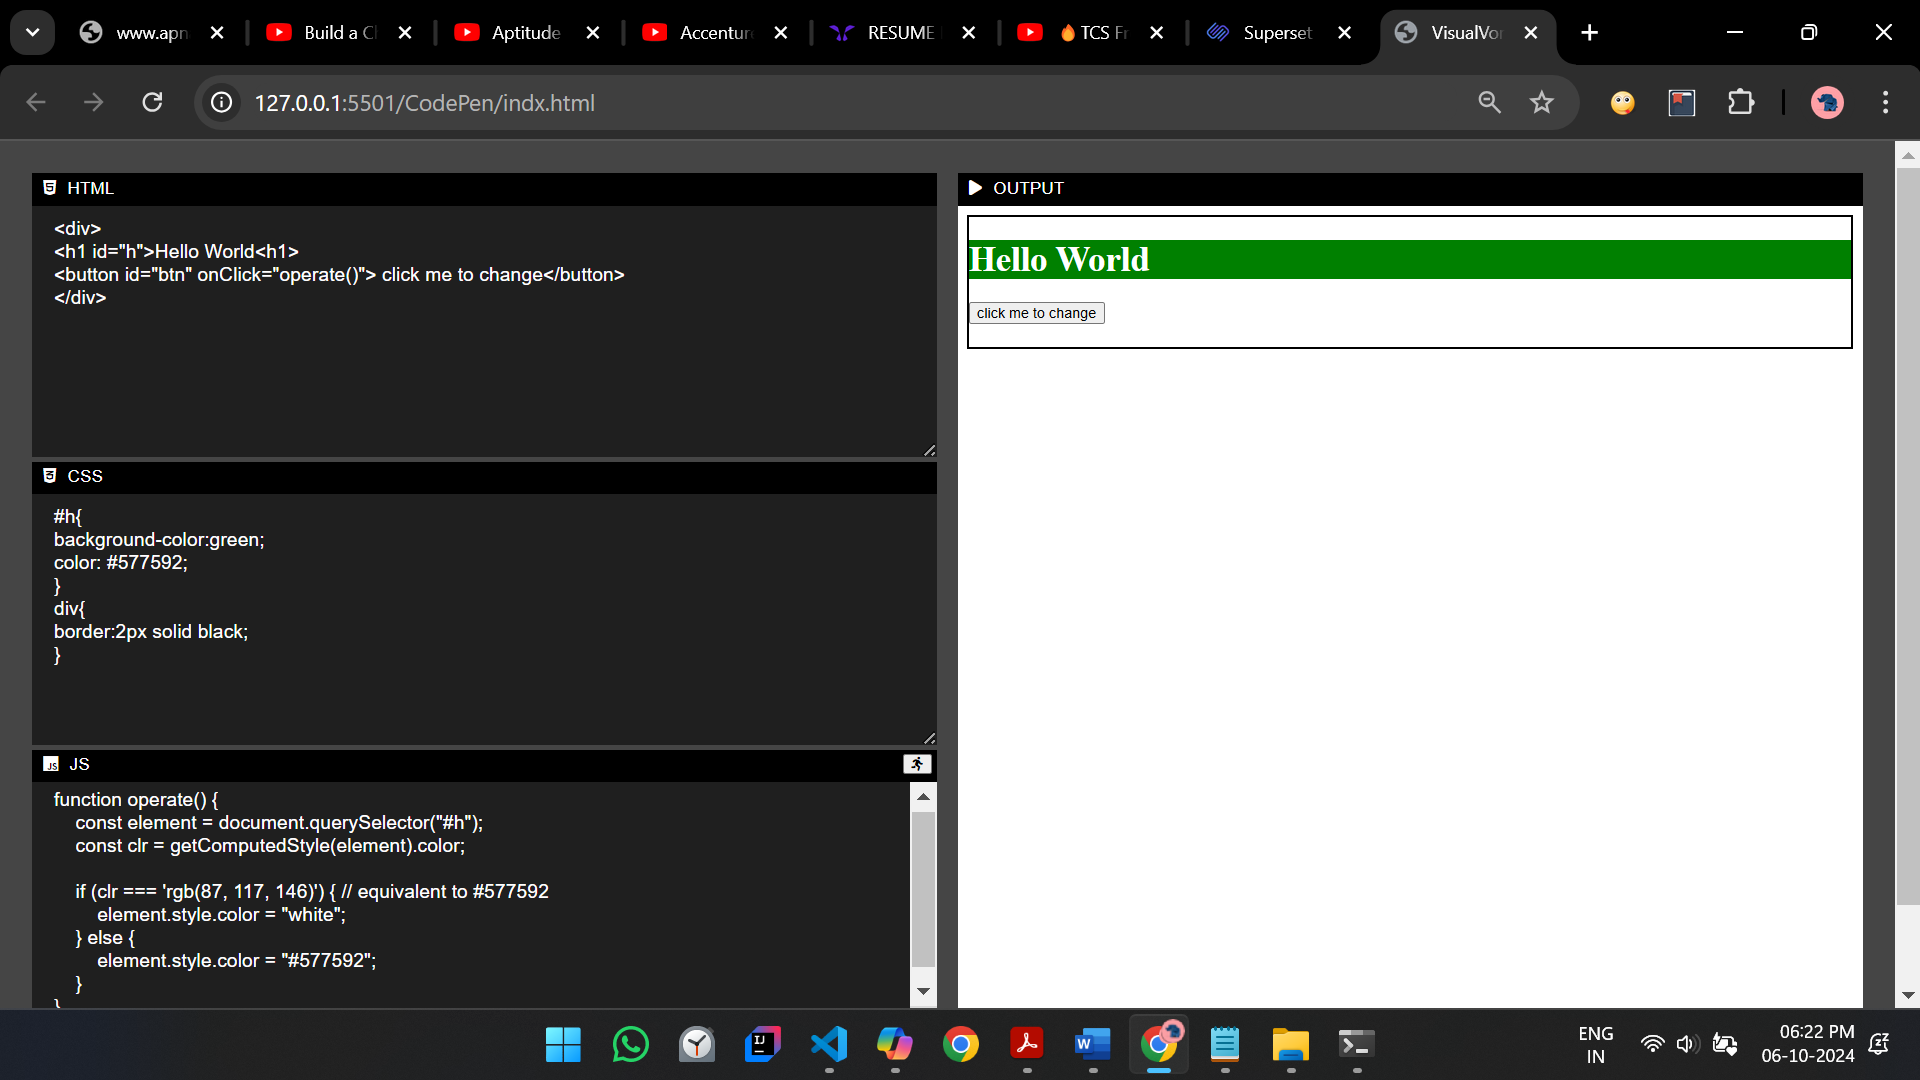 www.apn
Build a C
Aptitude
Accentur
RESUME
TCS Fr
Superset
VisualVor
127.0.0.1:5501/CodePen/indx.html
HTML
<div>
<h1 id="h">Hello World<h1>
<button id="btn" onClick="operate()"> click me to change</button>
</div>
CSS
#h{
background-color:green;
color: #577592;
}
div{
border:2px solid black;
}
JS
function operate() {
const element = document.querySelector("#h");
const clr = getComputedStyle(element).color;
if (clr === 'rgb(87, 117, 146)') { // equivalent to #577592
element.style.color = "white";
} else {
element.style.color = "#577592";
}
}
OUTPUT
Hello World
click me to change
ENG
IN
06:22 PM
06-10-2024